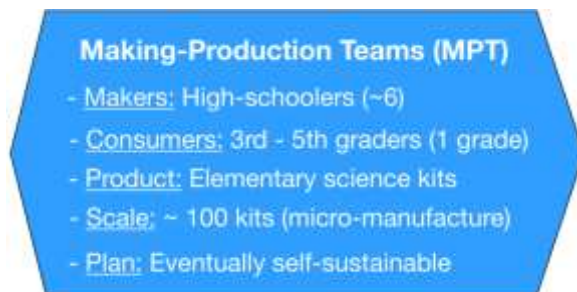 Making-Production Teams (MPT)
- Makers: High-schoolers (~6)
- Consumers: 3rd - 5th graders (1 grade)
- Product: Elementary science kits
- Scale: ~ 100 kits (micro-manufacture)
- Plan: Eventually self-sustainable